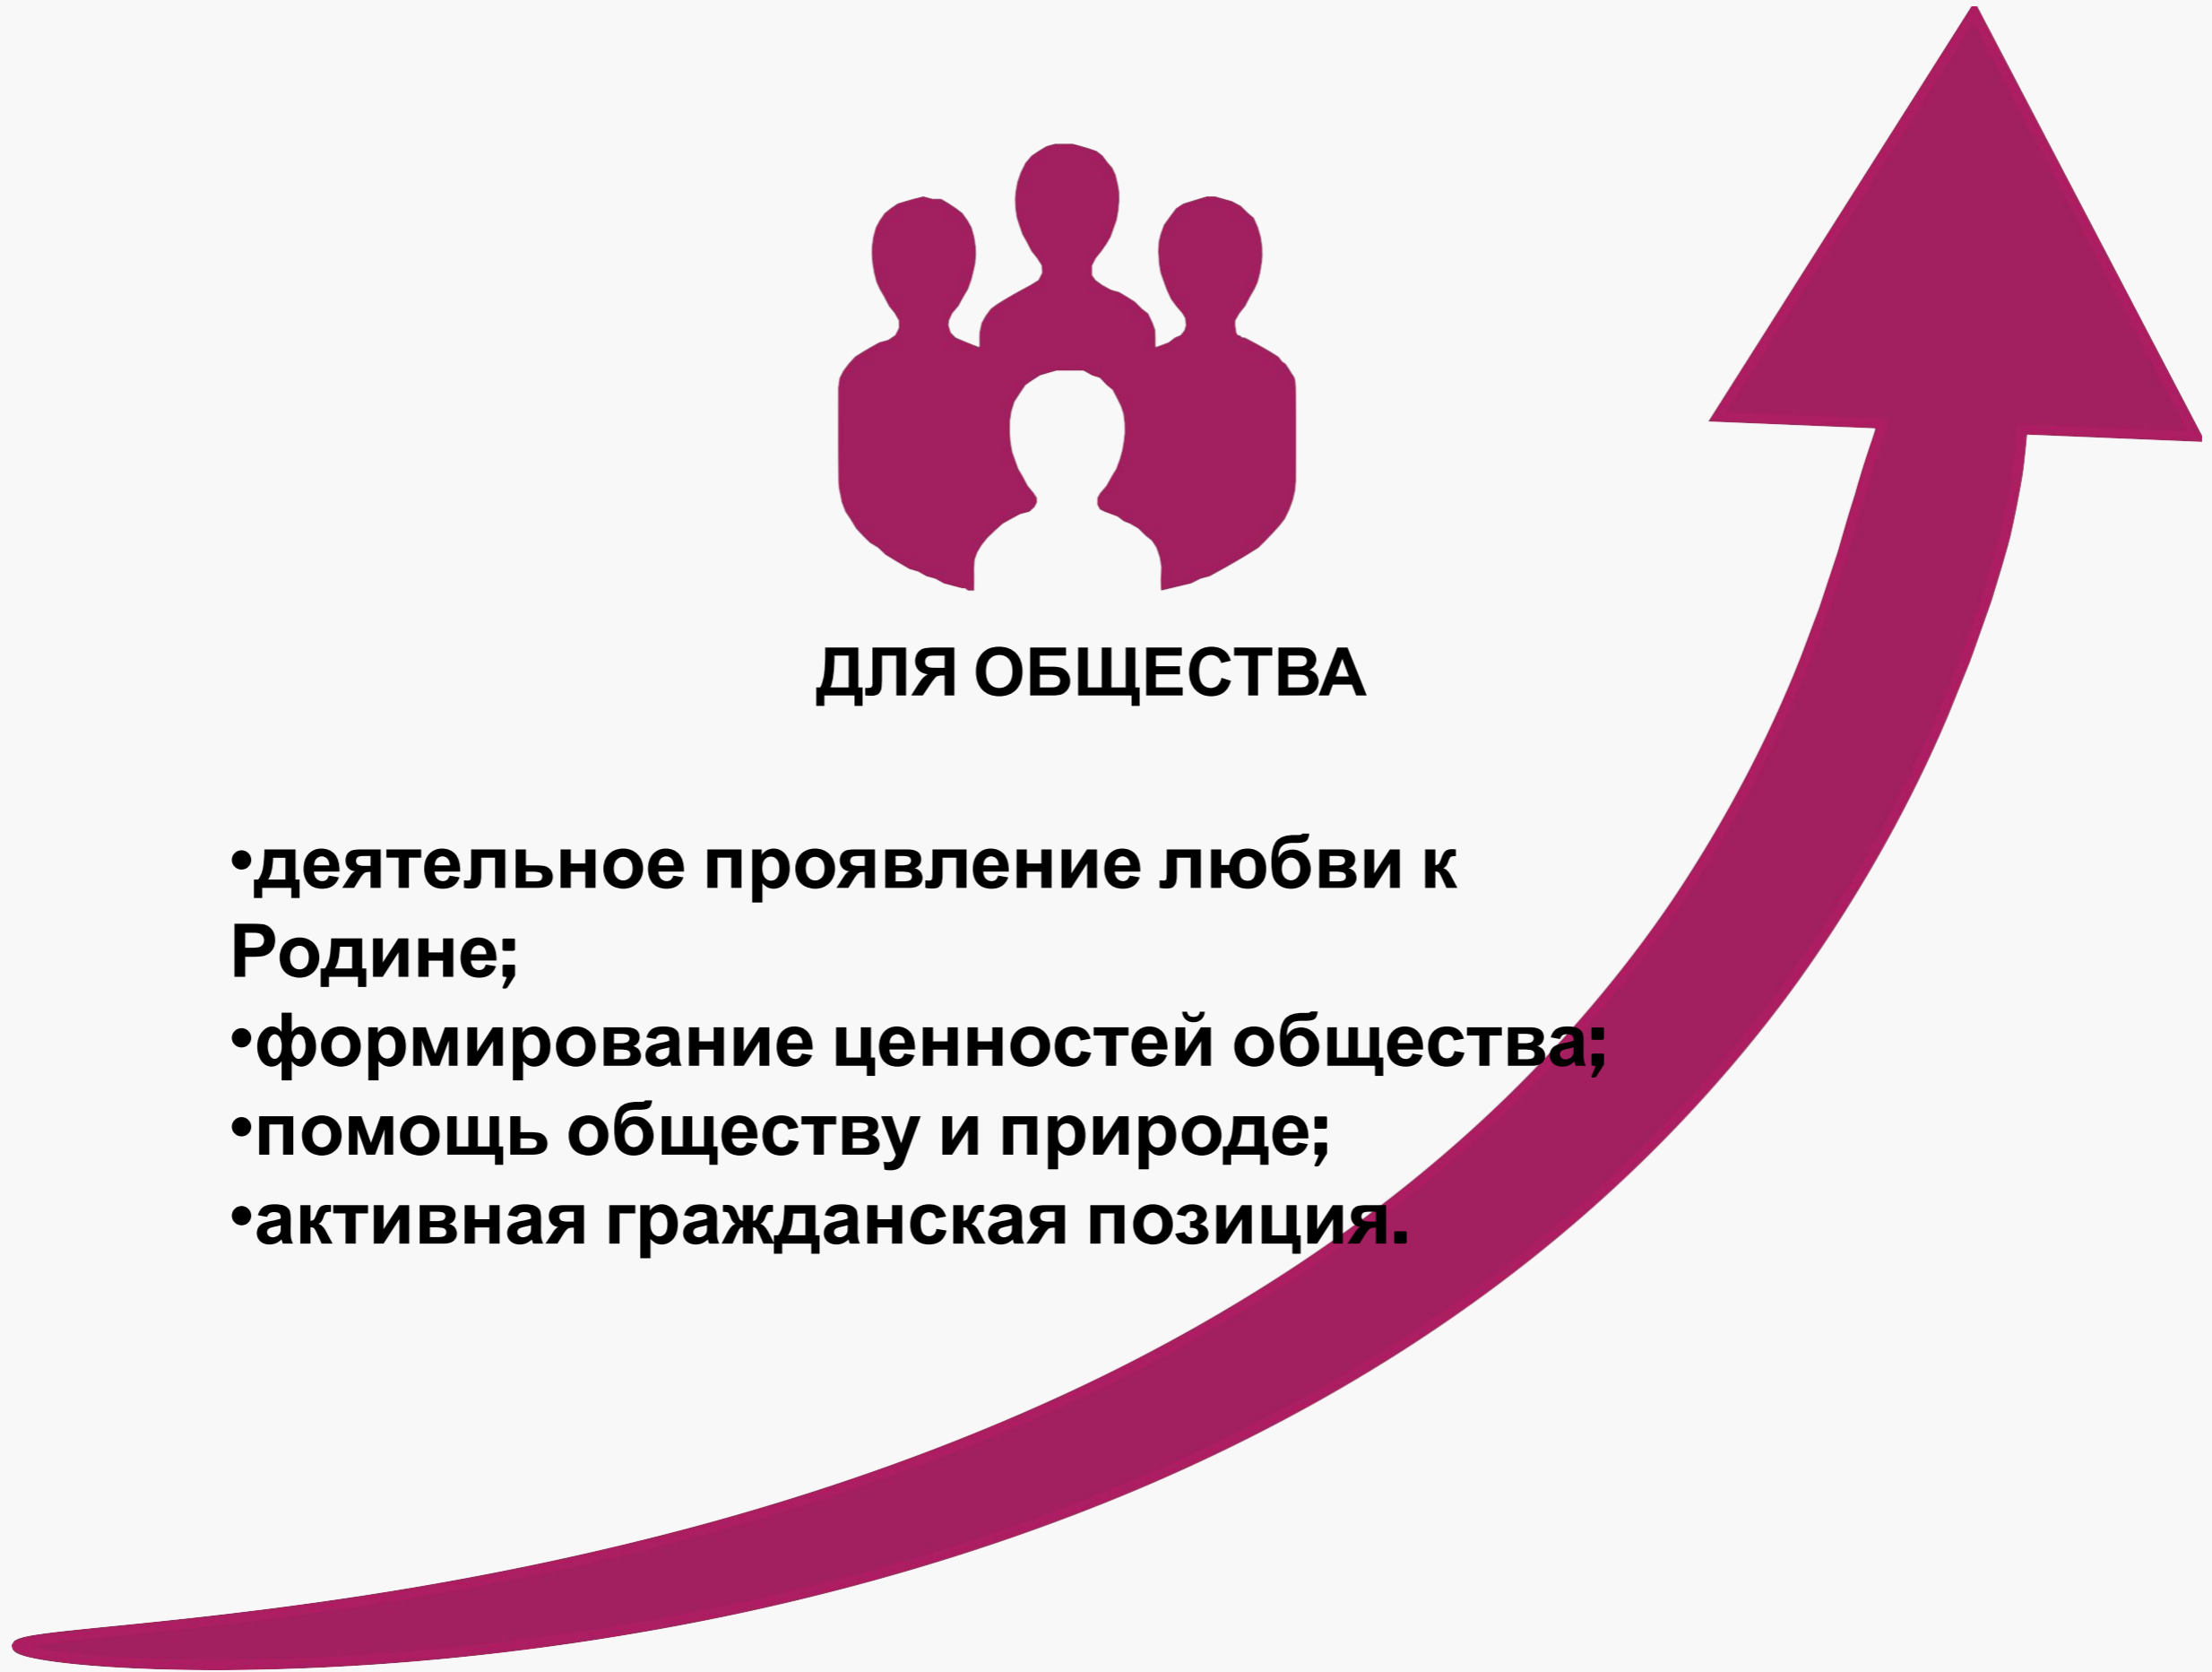 ДЛЯ ОБЩЕСТВА
•деятельное проявление любви к
Родине;
•формирование ценностей общества;
•помощь обществу и природе;
•активная гражданская позиция.